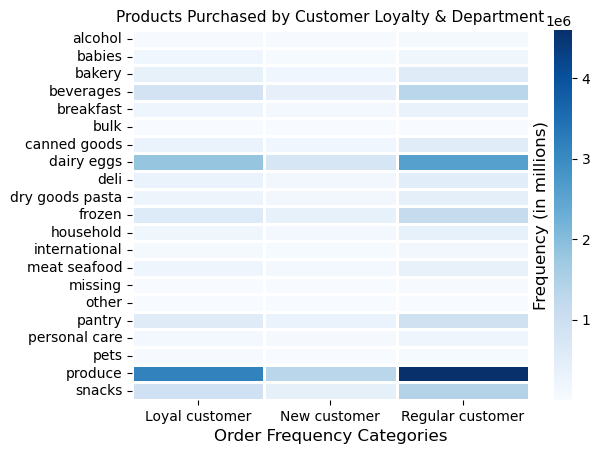 Products Purchased by Customer Loyalty & Department
1e6
alcohol
babies
bakery
beverages
breakfast
bulk
canned goods
dairy eggs
deli
dry goods pasta
frozen
household
international
meat seafood
missing
other
pantry
personal care
pets
produce
snacks
Loyal customer
New customer
Regular customer
Order Frequency Categories
4
3
2
1
Frequency (in millions)